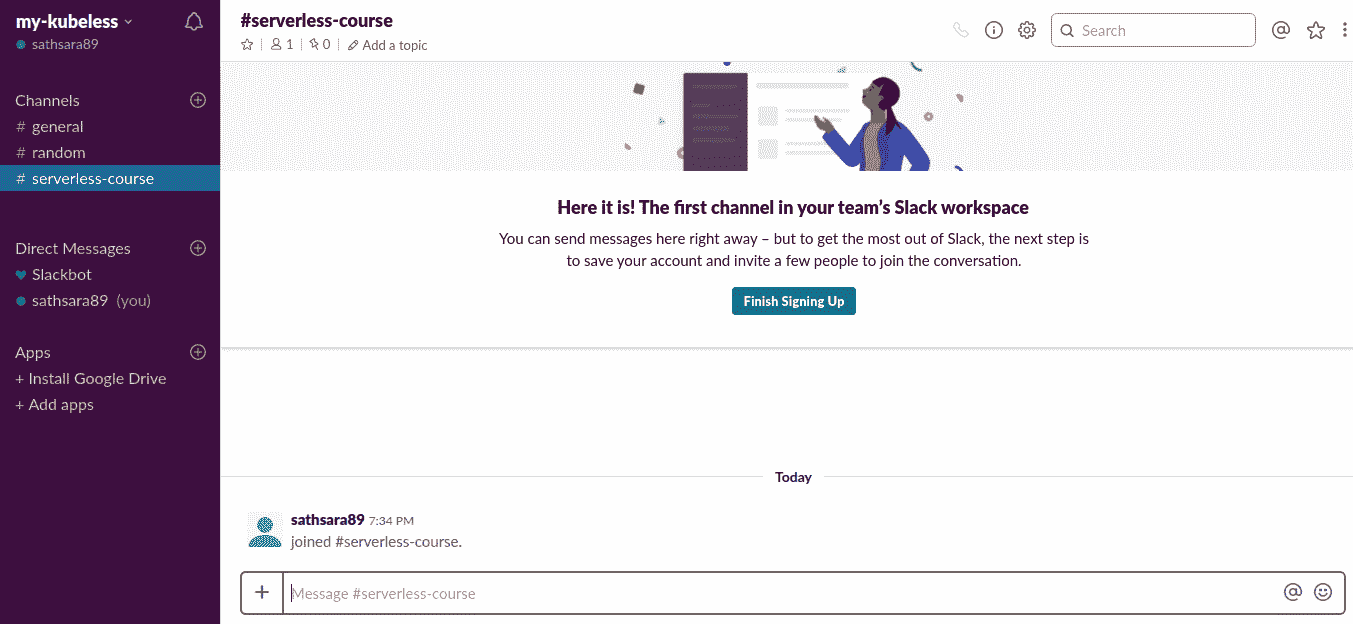 my-kubeless
sathsara89
Channels
# general
# random
# serverless-course
Direct Messages
Slackbot
sathsara89 (you)
Apps
+ Install Google Drive
+ Add apps
#serverless-course
1
0
Add a topic
Search
Here it is! The first channel in your team’s Slack workspace
You can send messages here right away – but to get the most out of Slack, the next step is
to save your account and invite a few people to join the conversation.
Finish Signing Up
Today
sathsara89 7:34 PM
joined #serverless-course.
Message #serverless-course